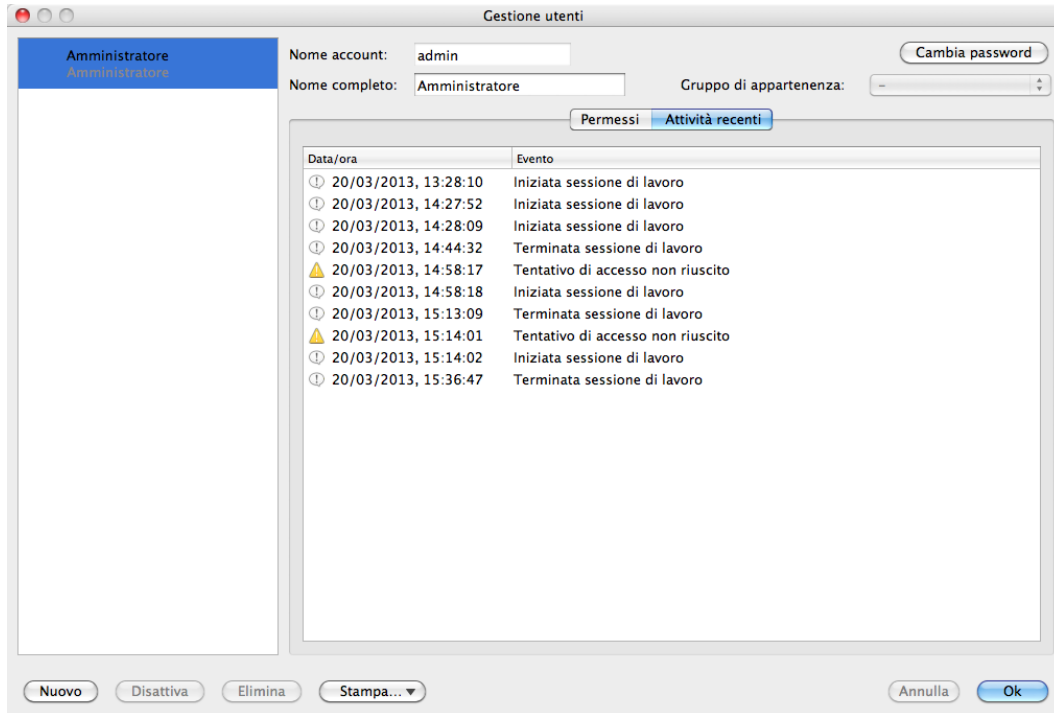 Gestione utenti
Amministratore
Amministratore
Nome account: admin Cambia password
Nome completo: Amministratore Gruppo di appartenenza: –
Permessi Attività recenti
Data/ora Evento
20/03/2013, 13:28:10 Iniziata sessione di lavoro
20/03/2013, 14:27:52 Iniziata sessione di lavoro
20/03/2013, 14:28:09 Iniziata sessione di lavoro
20/03/2013, 14:44:32 Terminata sessione di lavoro
20/03/2013, 14:58:17 Tentativo di accesso non riuscito
20/03/2013, 14:58:18 Iniziata sessione di lavoro
20/03/2013, 15:13:09 Terminata sessione di lavoro
20/03/2013, 15:14:01 Tentativo di accesso non riuscito
20/03/2013, 15:14:02 Iniziata sessione di lavoro
20/03/2013, 15:36:47 Terminata sessione di lavoro
Nuovo Disattiva Elimina Stampa... Annulla Ok